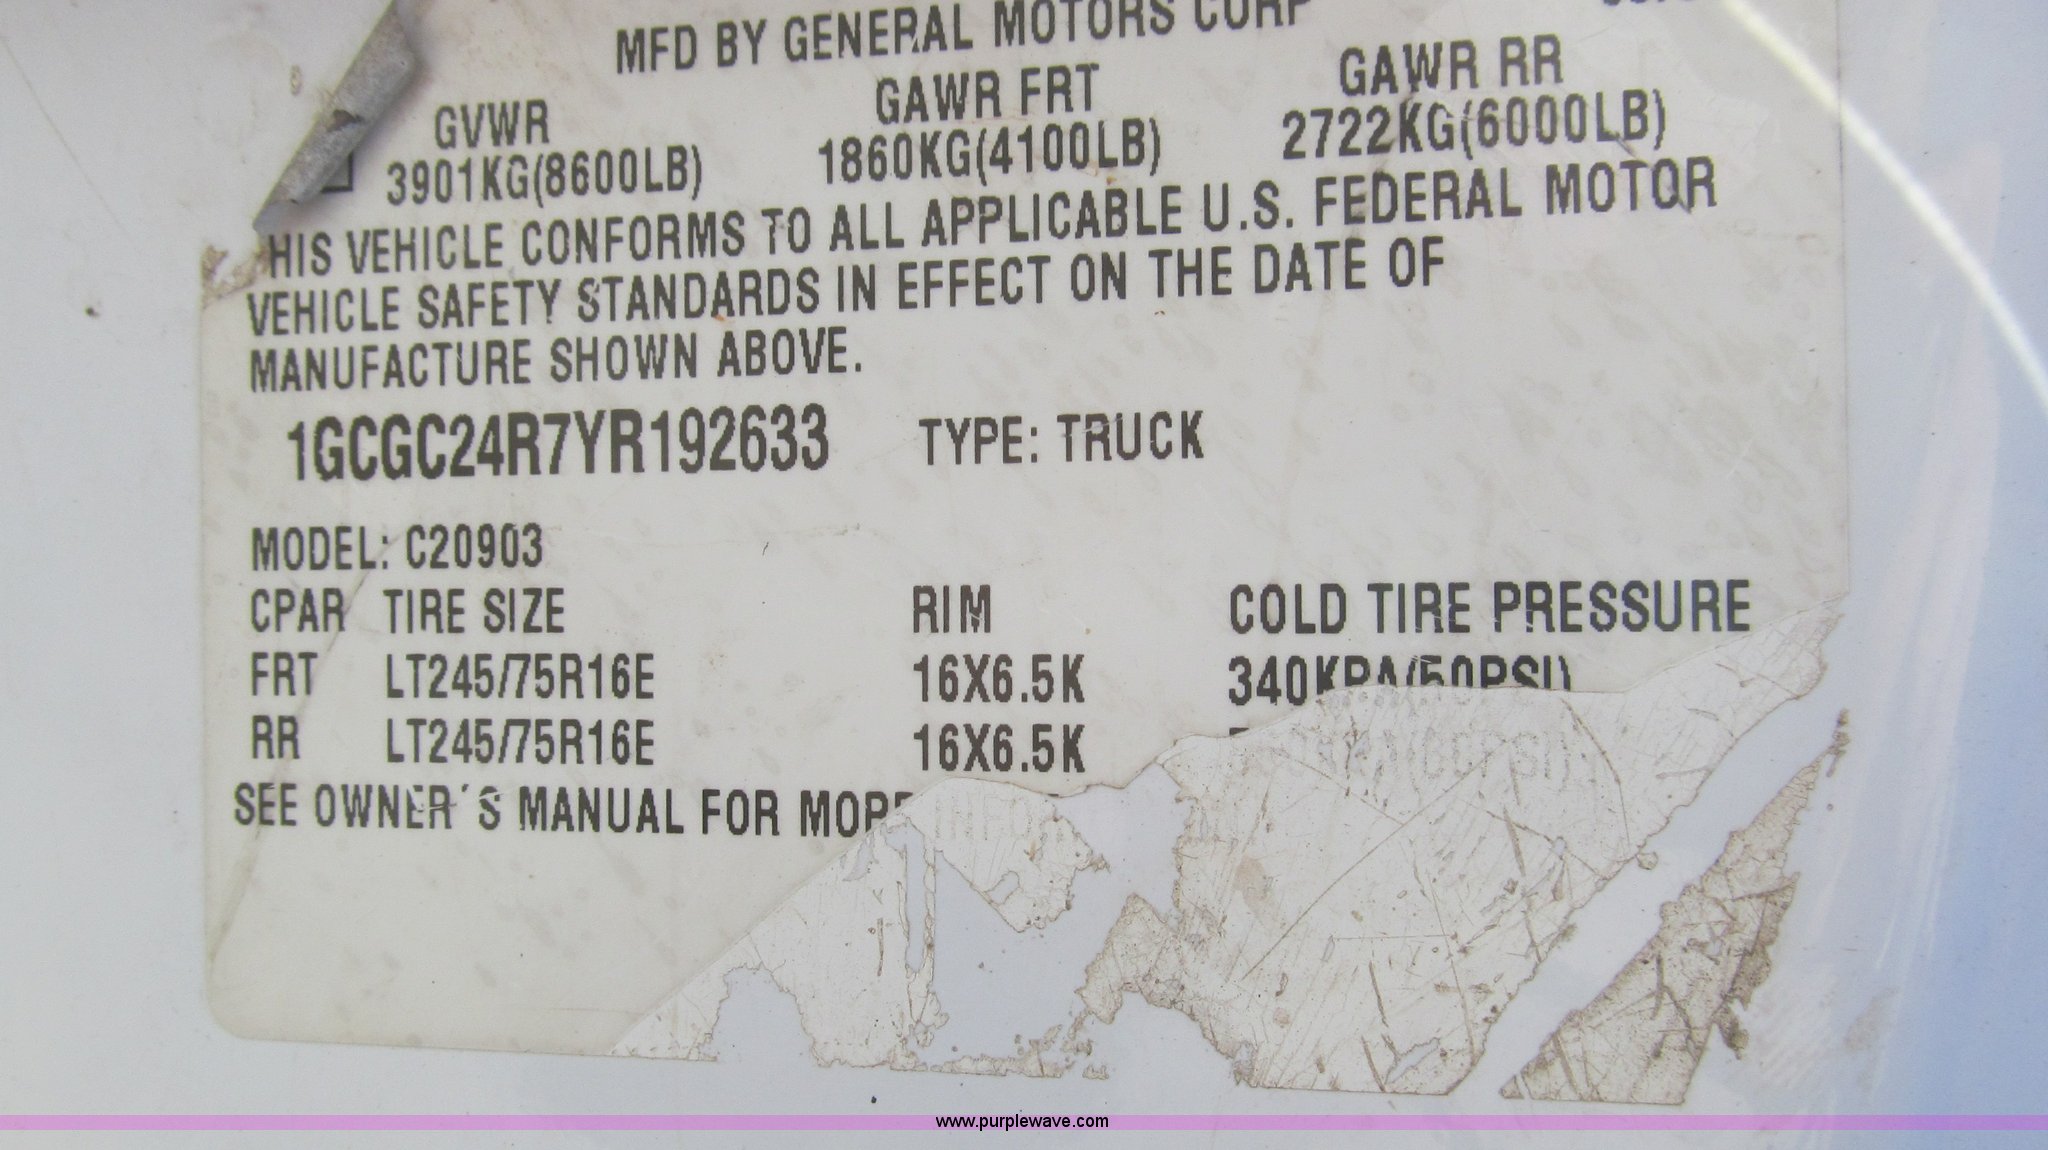 MFD BY GENERAL MOTORS CORP
GVWR GAWR FRT GAWR RR
3901KG(8600LB) 1860KG(4100LB) 2722KG(6000LB)
HIS VEHICLE CONFORMS TO ALL APPLICABLE U.S. FEDERAL MOTOR
VEHICLE SAFETY STANDARDS IN EFFECT ON THE DATE OF
MANUFACTURE SHOWN ABOVE.
1GCGC24R7YR192633 TYPE: TRUCK
MODEL: C20903
CPAR TIRE SIZE RIM COLD TIRE PRESSURE
FRT LT245/75R16E 16X6.5K 340KPA(50PSI)
RR LT245/75R16E 16X6.5K
SEE OWNER'S MANUAL FOR MORE
www.purplewave.com